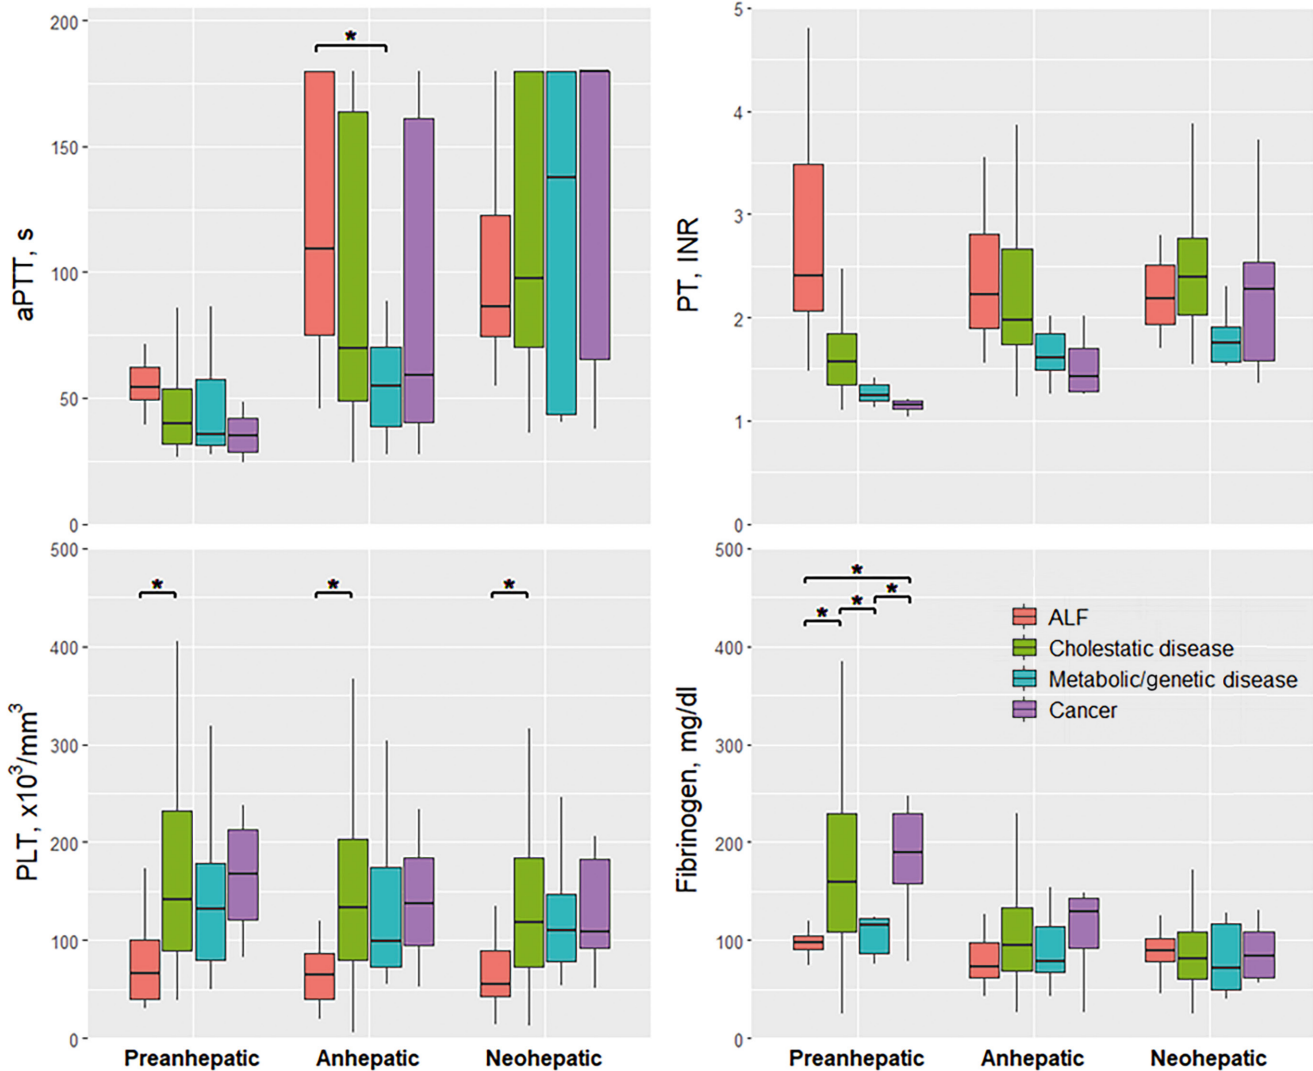 200
150
100
50
0
aPTT, s
*
5
4
3
2
1
0
PT, INR
500
400
300
200
100
0
PLT, x10³/mm³
* * *
Preanhepatic Anhepatic Neohepatic
500
400
300
200
100
0
Fibrinogen, mg/dl
*
* * *
ALF
Cholestatic disease
Metabolic/genetic disease
Cancer
Preanhepatic Anhepatic Neohepatic